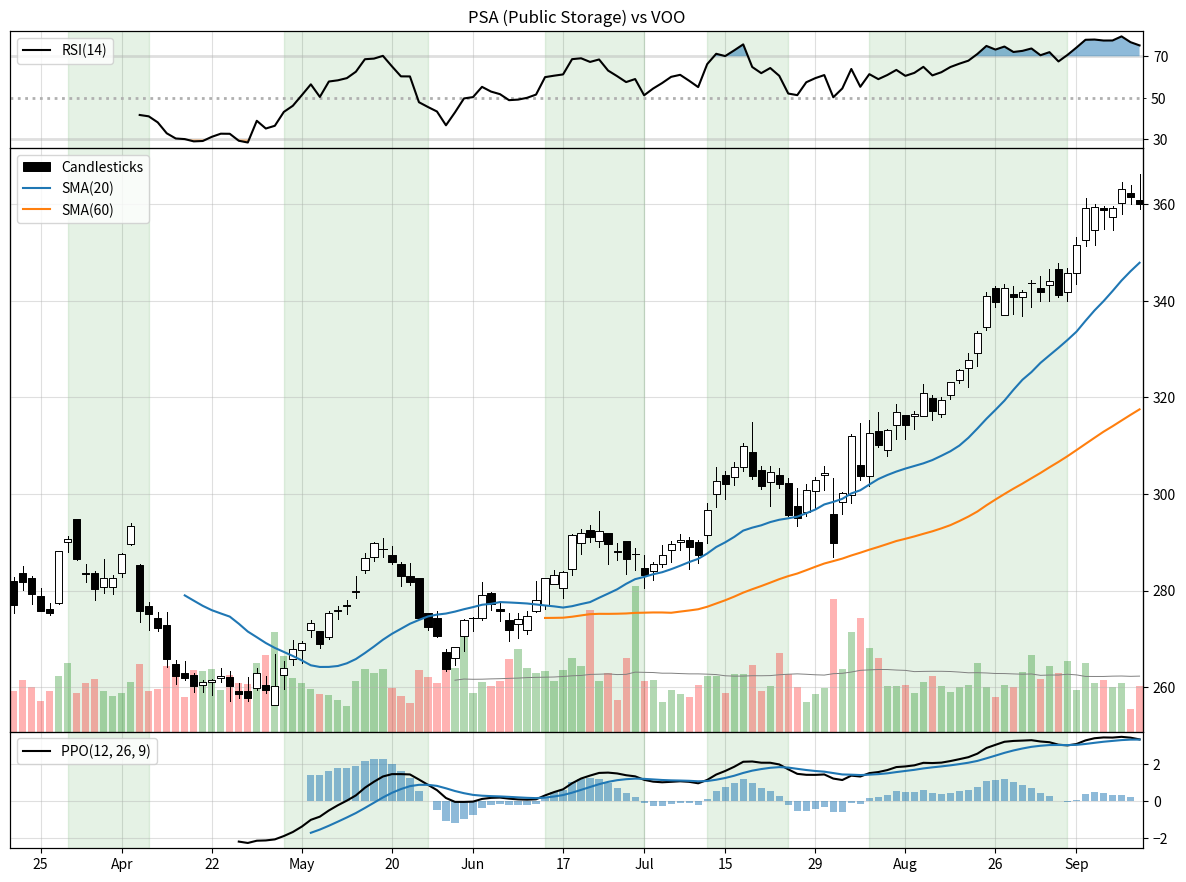 PSA (Public Storage) vs VOO
RSI(14)
70
50
30
Candlesticks
SMA(20)
SMA(60)
360
340
320
300
280
260
PPO(12, 26, 9)
2
0
−2
25 Apr 22 May 20 Jun 17 Jul 15 29 Aug 26 Sep